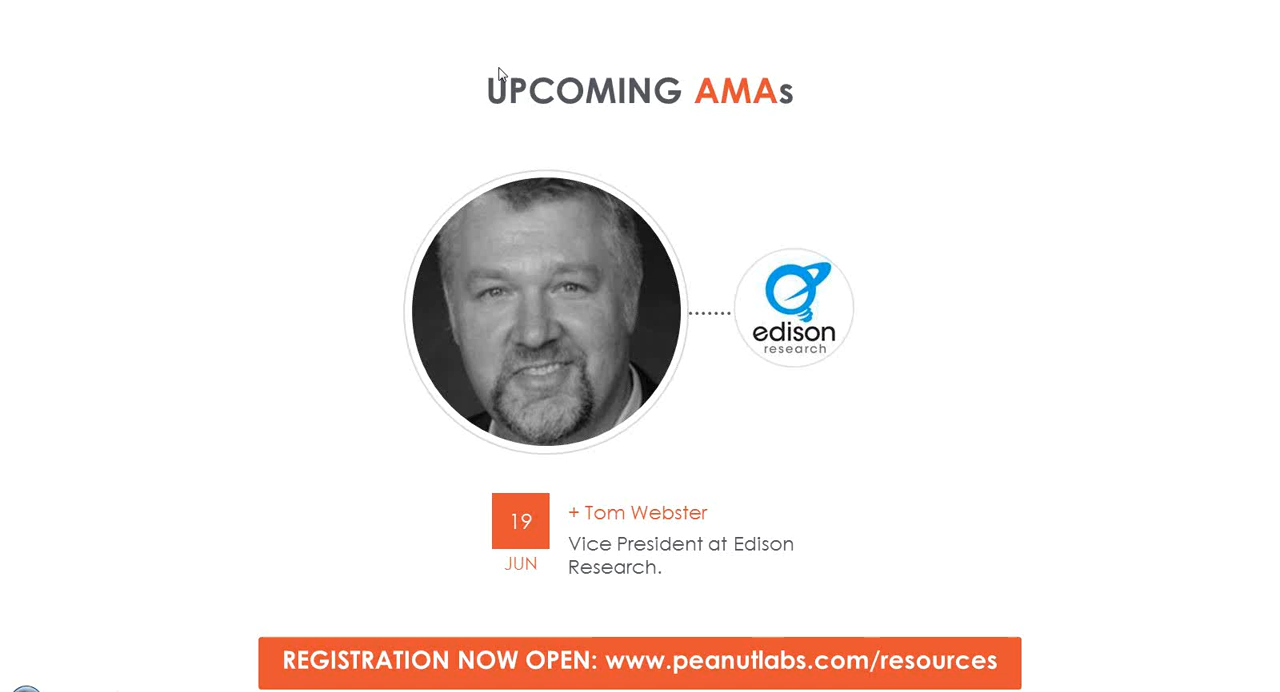 UPCOMING AMAs
edison
research
19
JUN
+ Tom Webster
Vice President at Edison
Research.
REGISTRATION NOW OPEN: www.peanutlabs.com/resources